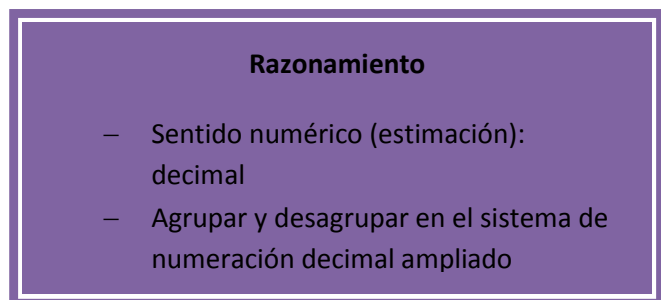 Razonamiento
– Sentido numérico (estimación):
decimal
– Agrupar y desagrupar en el sistema de
numeración decimal ampliado